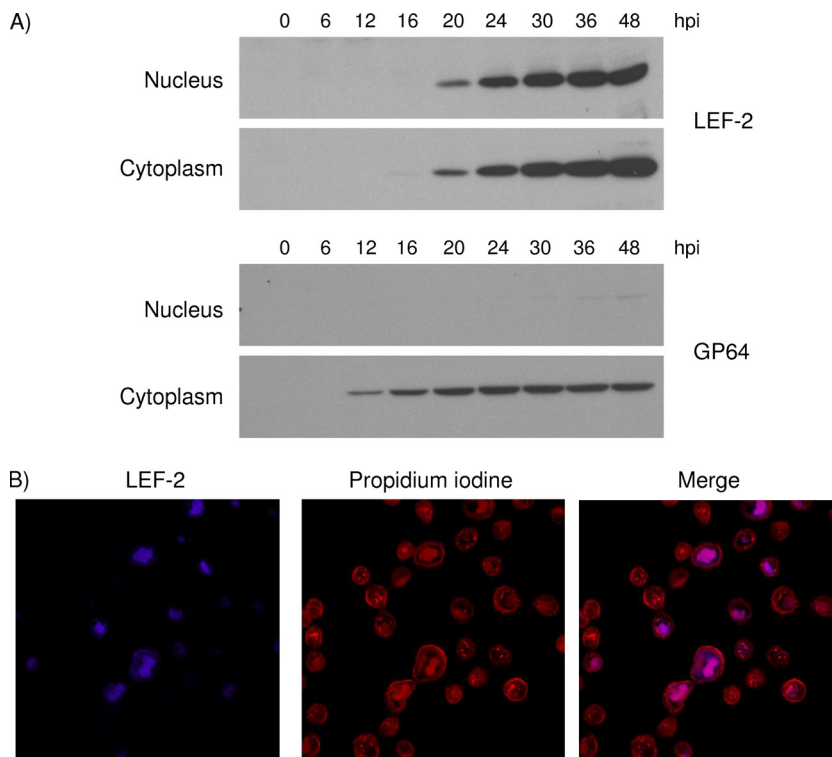 A)
0 6 12 16 20 24 30 36 48 hpi
Nucleus
LEF-2
Cytoplasm
0 6 12 16 20 24 30 36 48 hpi
Nucleus
GP64
Cytoplasm
B)
LEF-2 Propidium iodine Merge